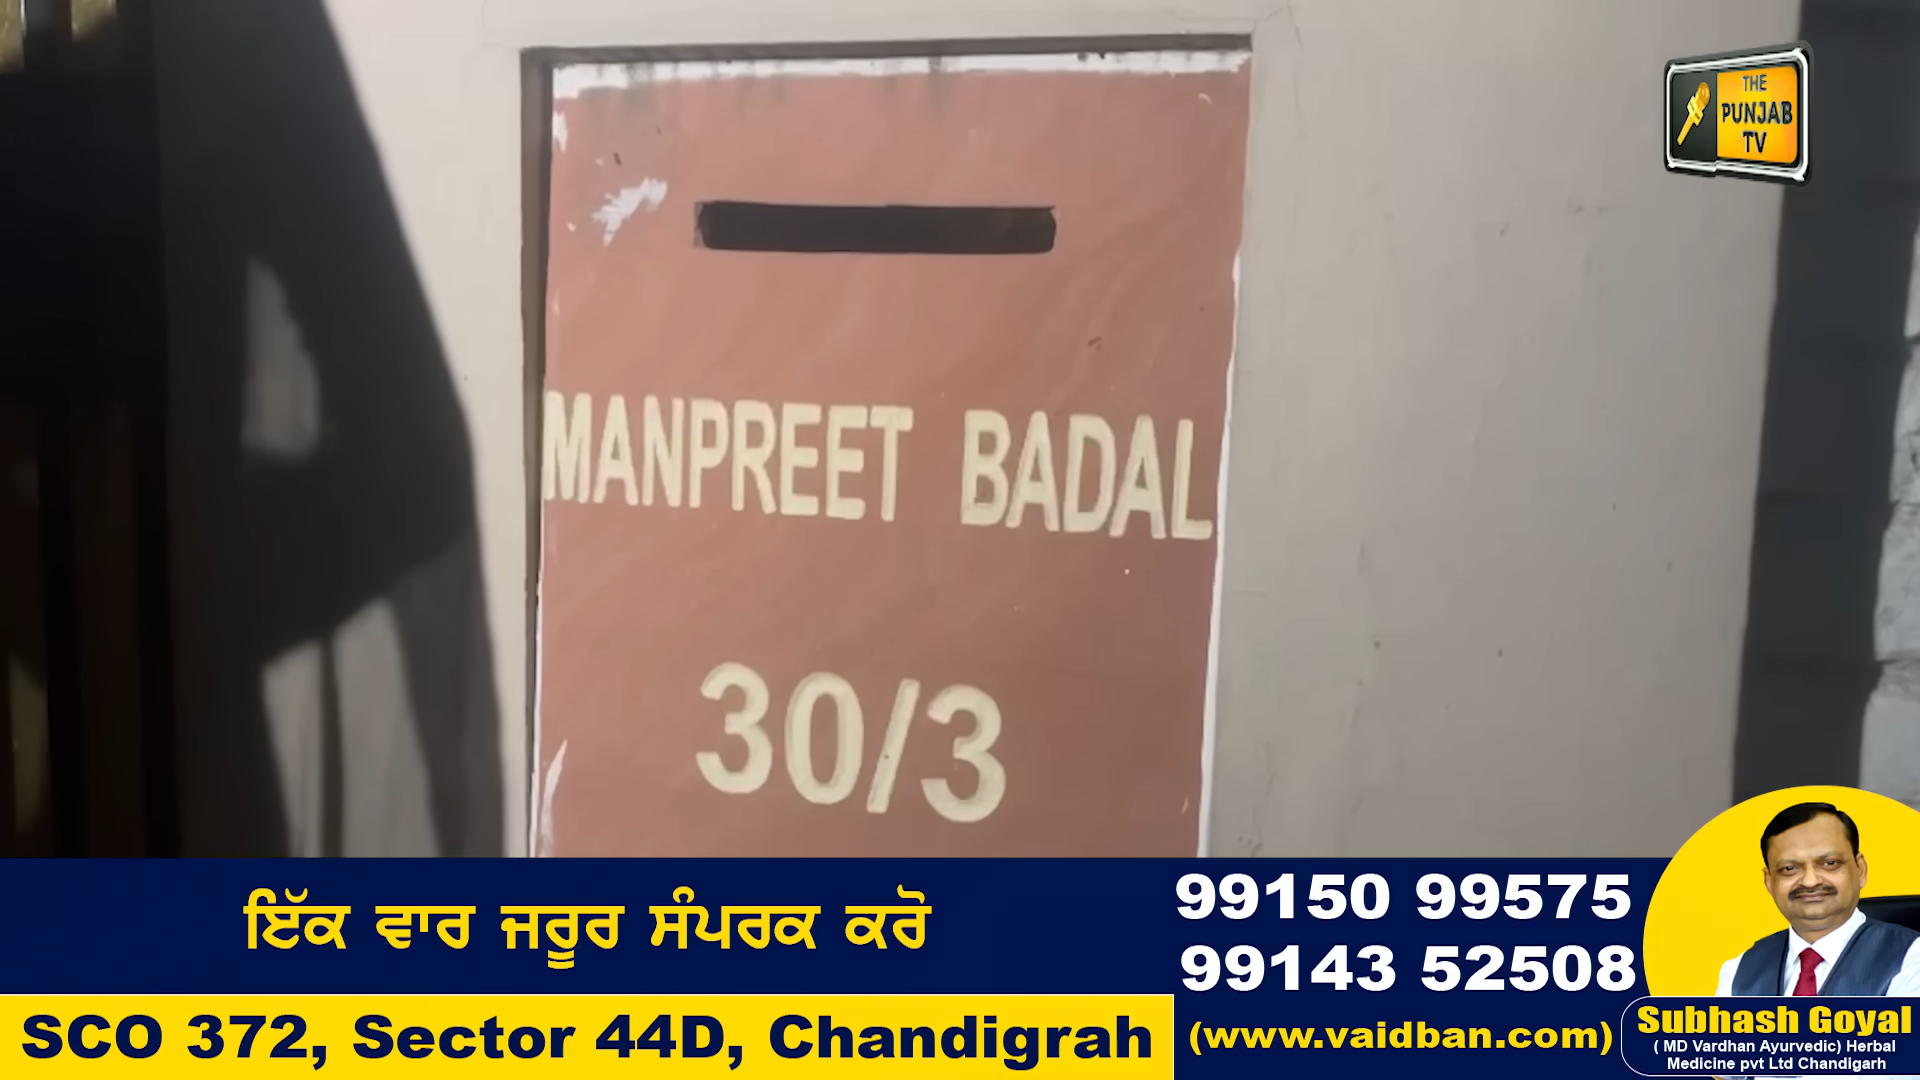 THE
PUNJAB
TV
MANPREET BADAL
30/3
ਇੱਕ ਵਾਰ ਜਰੂਰ ਸੰਪਰਕ ਕਰੋ
99150 99575
99143 52508
SCO 372, Sector 44D, Chandigrah
(www.vaidban.com)
Subhash Goyal
( MD Vardhan Ayurvedic) Herbal
Medicine pvt Ltd Chandigarh